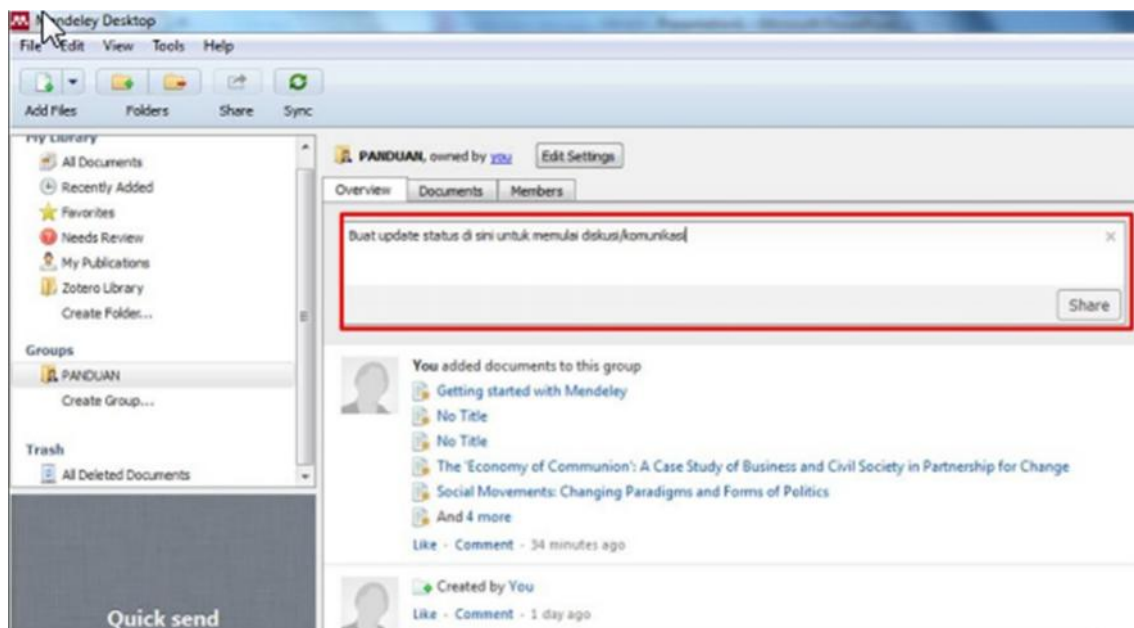 Mendeley Desktop
File Edit View Tools Help
Add Files Folders Share Sync
My Library
All Documents
Recently Added
Favorites
Needs Review
My Publications
Zotero Library
Create Folder...
Groups
PANDUAN
Create Group...
Trash
All Deleted Documents
Quick send
PANDUAN, owned by you Edit Settings
Overview Documents Members
Buat update status di sini untuk memulai diskusi/komunikasi
Share
You added documents to this group
Getting started with Mendeley
No Title
No Title
The 'Economy of Communion': A Case Study of Business and Civil Society in Partnership for Change
Social Movements: Changing Paradigms and Forms of Politics
And 4 more
Like - Comment - 34 minutes ago
Created by You
Like - Comment - 1 day ago